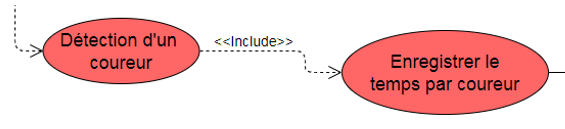 Détection d'un
coureur
<<Include>>
Enregistrer le
temps par coureur